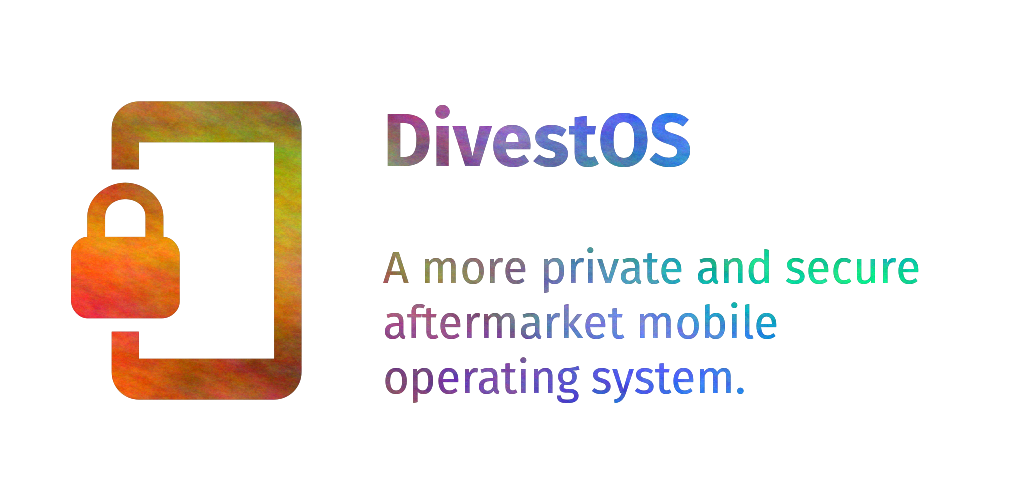 DivestOS
A more private and secure
aftermarket mobile
operating system.